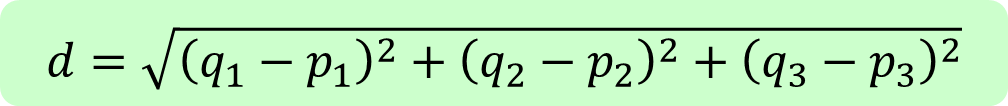 d = √(q₁ − p₁)² + (q₂ − p₂)² + (q₃ − p₃)²